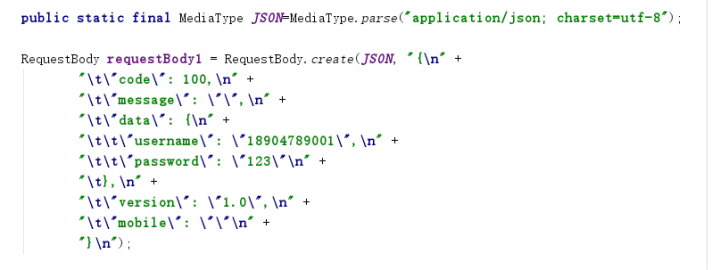 public static final MediaType JSON=MediaType.parse("application/json; charset=utf-8");
RequestBody requestBody1 = RequestBody.create(JSON, "{\n" +
"\t\"code\": 100,\n" +
"\t\"message\": \"\",\n" +
"\t\"data\": {\n" +
"\t\t\"username\": \"18904789001\",\n" +
"\t\t\"password\": \"123\"\n" +
"\t},\n" +
"\t\"version\": \"1.0\",\n" +
"\t\"mobile\": \"\"\n" +
"}\n");